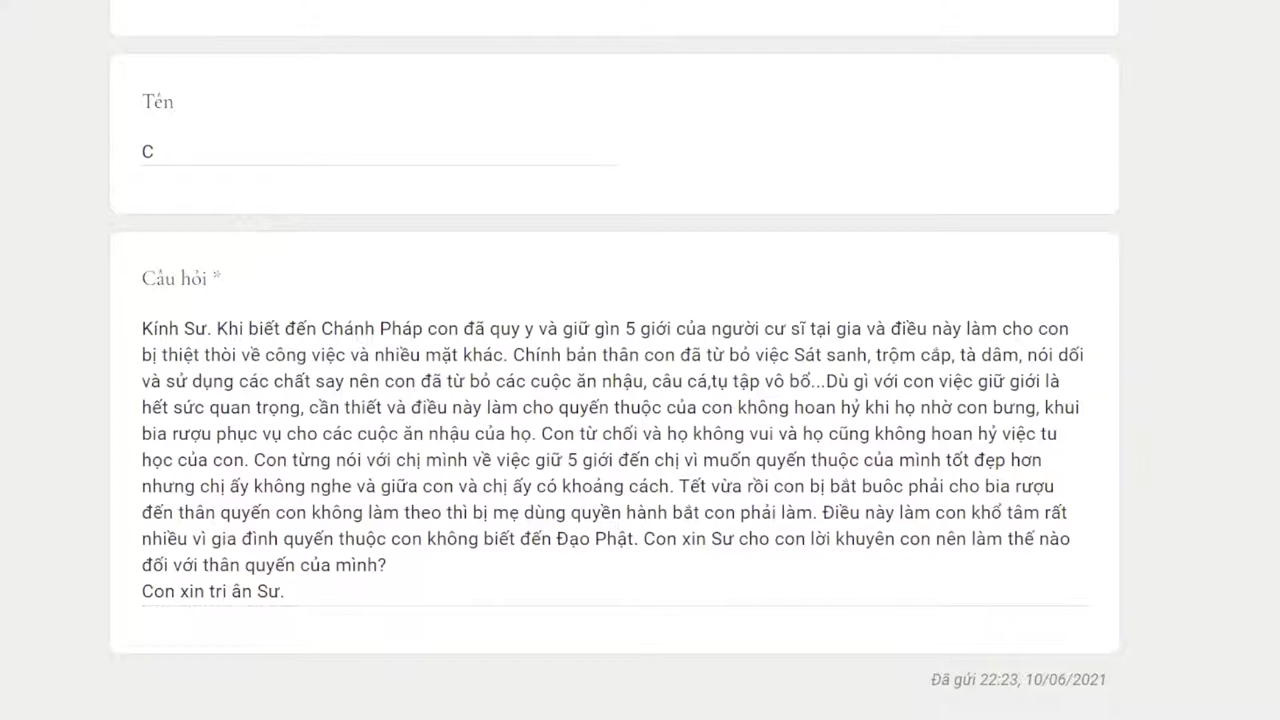 Tên
C
Câu hỏi *
Kính Sư. Khi biết đến Chánh Pháp con đã quy y và giữ gìn 5 giới của người cư sĩ tại gia và điều này làm cho con
bị thiệt thòi về công việc và nhiều mặt khác. Chính bản thân con đã từ bỏ việc Sát sanh, trộm cắp, tà dâm, nói dối
và sử dụng các chất say nên con đã từ bỏ các cuộc ăn nhậu, câu cá,tụ tập vô bổ...Dù gì với con việc giữ giới là
hết sức quan trọng, cần thiết và điều này làm cho quyến thuộc của con không hoan hỷ khi họ nhờ con bưng, khui
bia rượu phục vụ cho các cuộc ăn nhậu của họ. Con từ chối và họ không vui và họ cũng không hoan hỷ việc tu
học của con. Con từng nói với chị mình về việc giữ 5 giới đến chị vì muốn quyến thuộc của mình tốt đẹp hơn
nhưng chị ấy không nghe và giữa con và chị ấy có khoảng cách. Tết vừa rồi con bị bắt buôc phải cho bia rượu
đến thân quyến con không làm theo thì bị mẹ dùng quyền hành bắt con phải làm. Điều này làm con khổ tâm rất
nhiều vì gia đình quyến thuộc con không biết đến Đạo Phật. Con xin Sư cho con lời khuyên con nên làm thế nào
đối với thân quyến của mình?
Con xin tri ân Sư.
Đã gửi 22:23, 10/06/2021